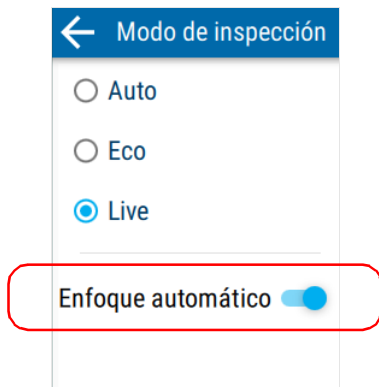 Modo de inspección
Auto
Eco
Live
Enfoque automático